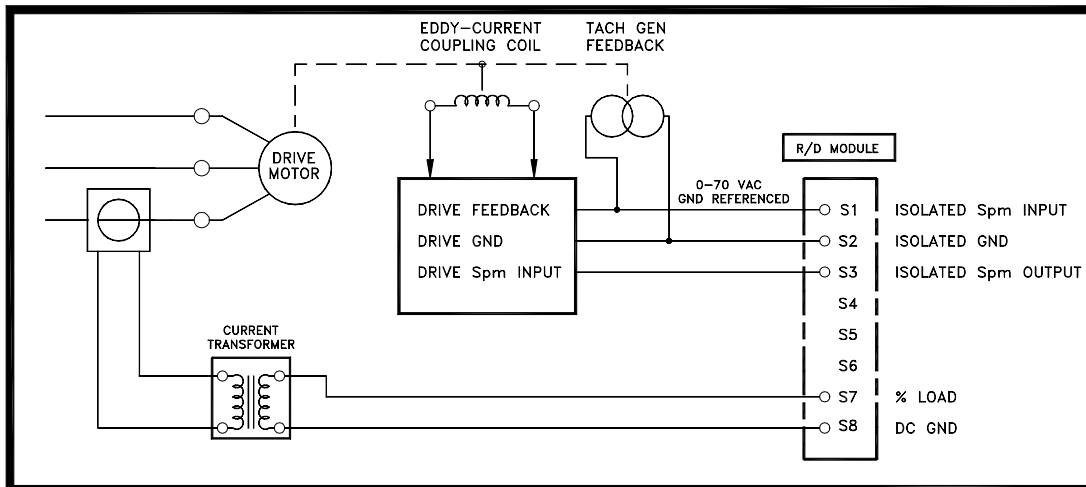 EDDY-CURRENT
COUPLING COIL
TACH GEN
FEEDBACK
DRIVE
MOTOR
R/D MODULE
0-70 VAC
GND REFERENCED
DRIVE FEEDBACK
DRIVE GND
DRIVE Spm INPUT
S1 ISOLATED Spm INPUT
S2 ISOLATED GND
S3 ISOLATED Spm OUTPUT
S4
S5
S6
S7 % LOAD
S8 DC GND
CURRENT
TRANSFORMER